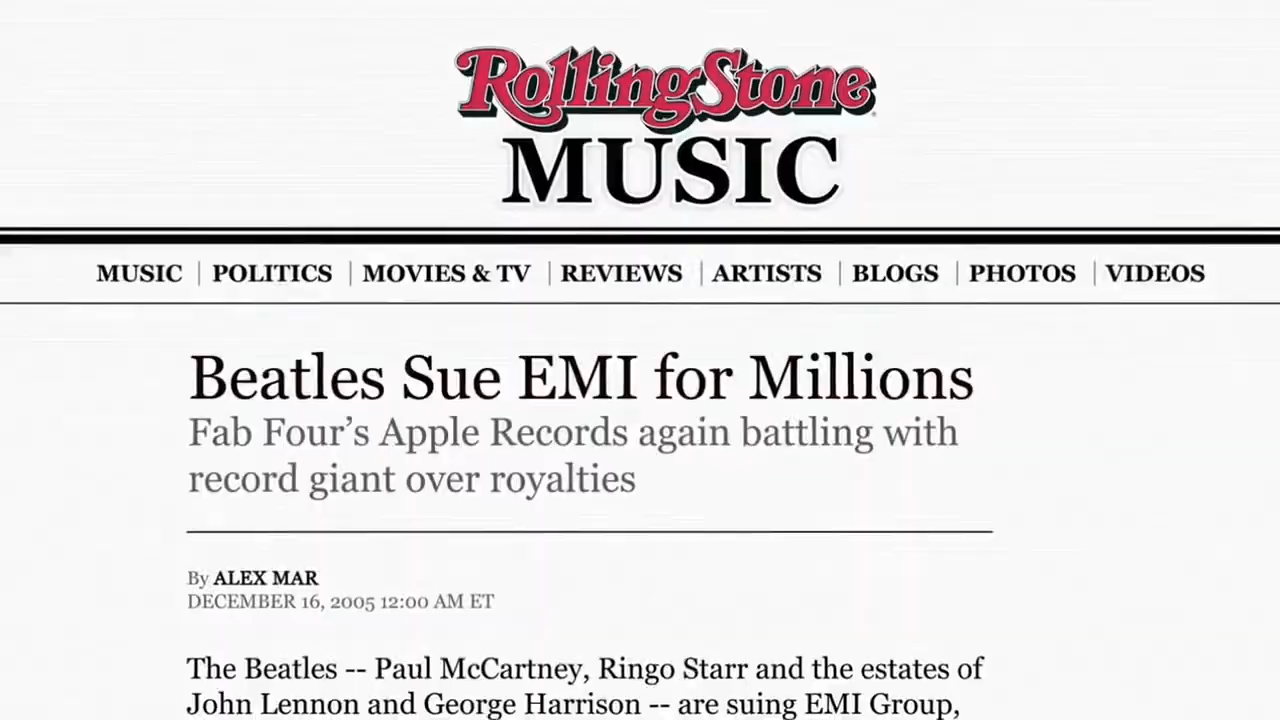 RollingStone
MUSIC
MUSIC | POLITICS | MOVIES & TV | REVIEWS | ARTISTS | BLOGS | PHOTOS | VIDEOS
Beatles Sue EMI for Millions
Fab Four’s Apple Records again battling with
record giant over royalties
By ALEX MAR
DECEMBER 16, 2005 12:00 AM ET
The Beatles -- Paul McCartney, Ringo Starr and the estates of
John Lennon and George Harrison -- are suing EMI Group,